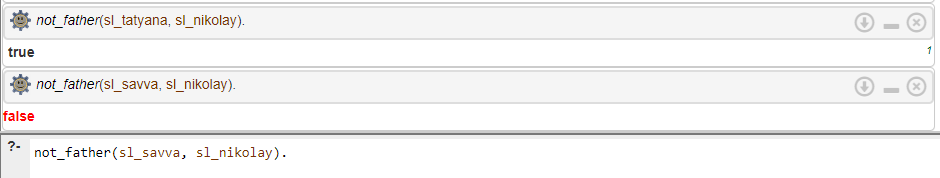 not_father(sl_tatyana, sl_nikolay).
true
1
not_father(sl_savva, sl_nikolay).
false
?- not_father(sl_savva, sl_nikolay).